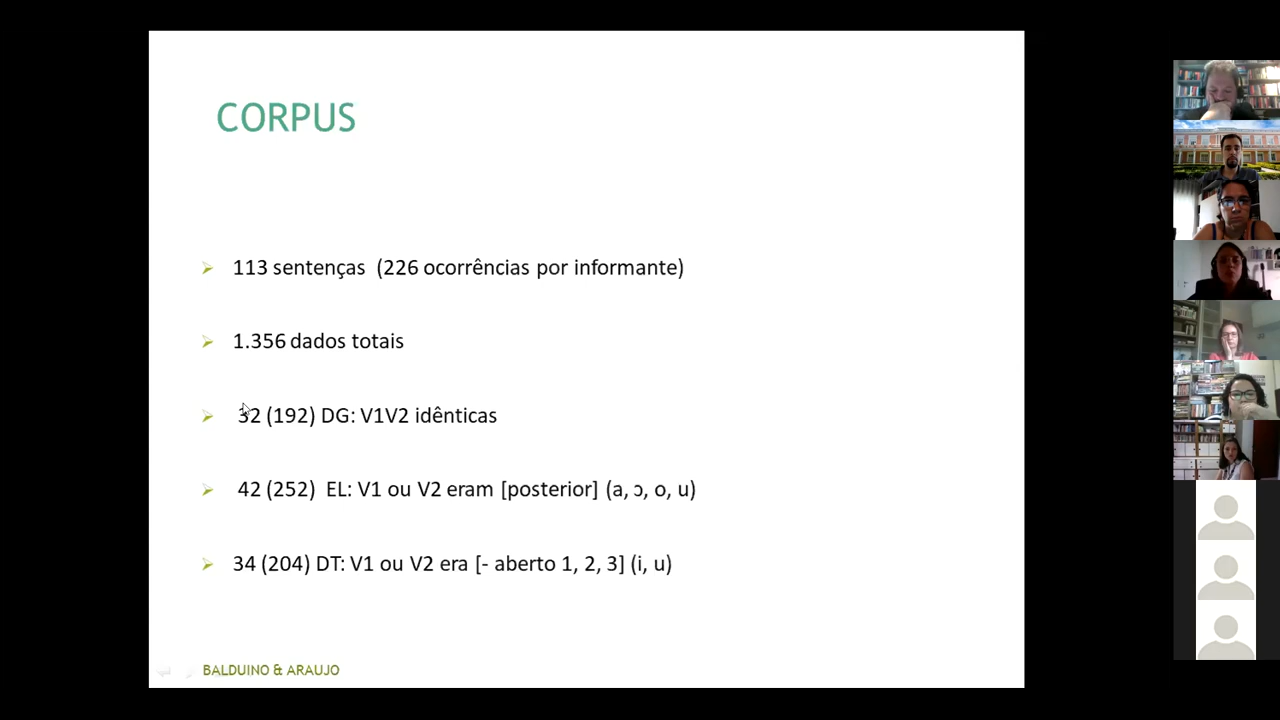 CORPUS
113 sentenças (226 ocorrências por informante)
1.356 dados totais
32 (192) DG: V1V2 idênticas
42 (252) EL: V1 ou V2 eram [posterior] (a, ɔ, o, u)
34 (204) DT: V1 ou V2 era [- aberto 1, 2, 3] (i, u)
BALDUINO & ARAUJO